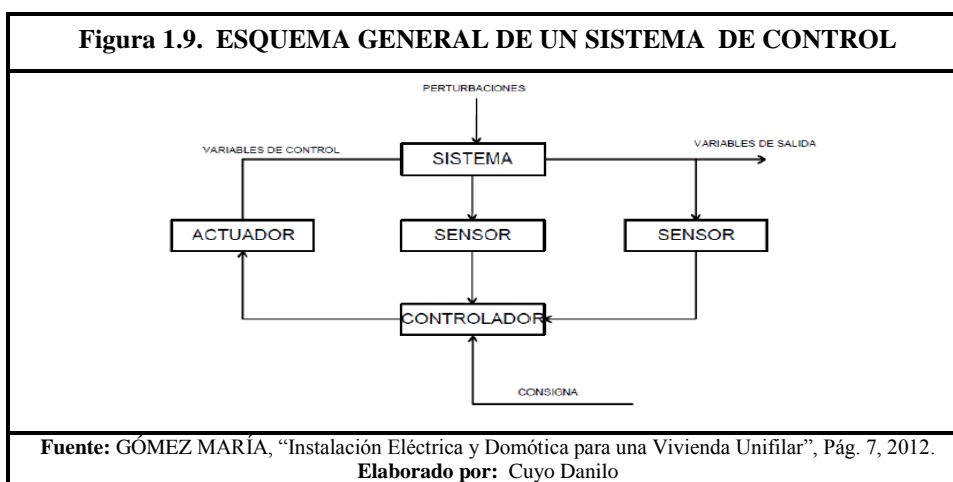 Figura 1.9. ESQUEMA GENERAL DE UN SISTEMA DE CONTROL
PERTURBACIONES
VARIABLES DE CONTROL
SISTEMA
VARIABLES DE SALIDA
ACTUADOR
SENSOR
SENSOR
CONTROLADOR
CONSIGNA
Fuente: GÓMEZ MARÍA, “Instalación Eléctrica y Domótica para una Vivienda Unifilar”, Pág. 7, 2012.
Elaborado por: Cuyo Danilo